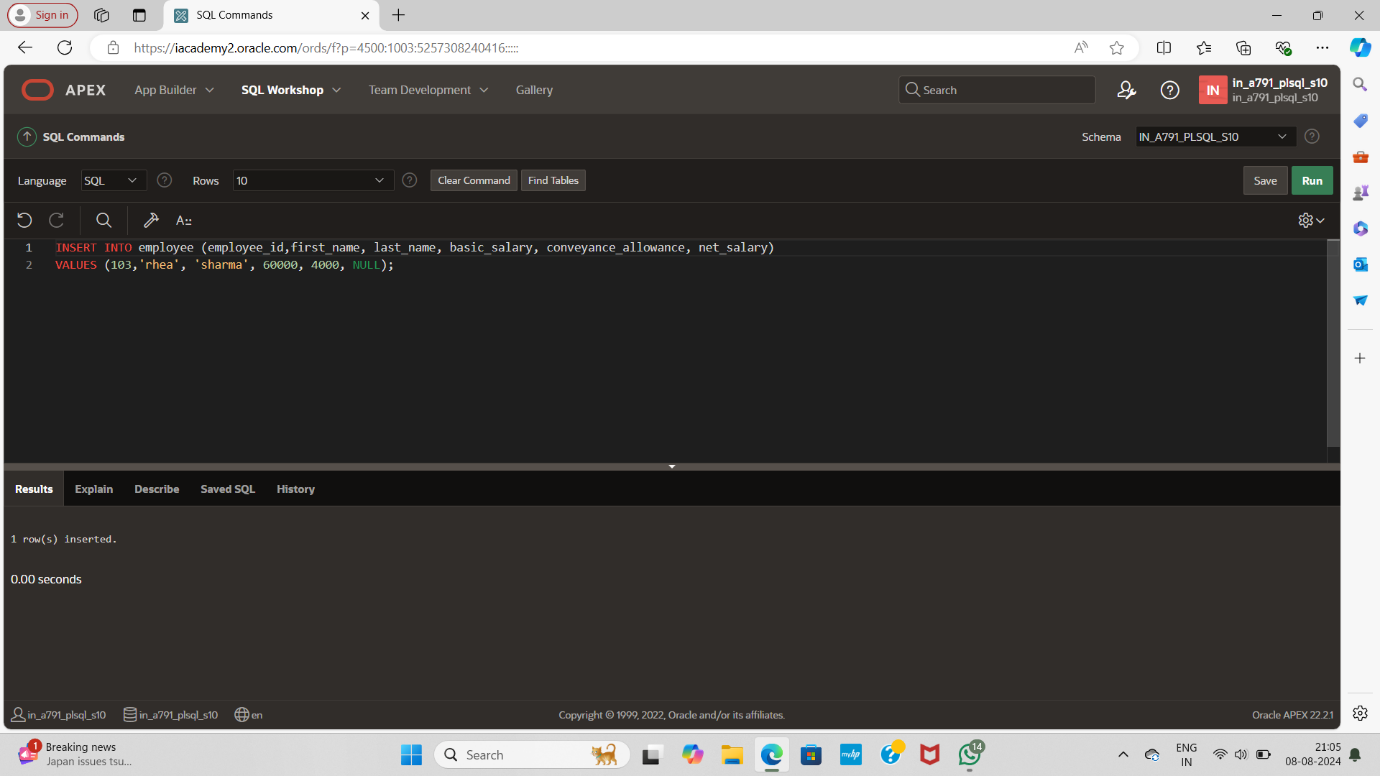 Sign in
SQL Commands
https://iacademy2.oracle.com/ords/f?p=4500:1003:5257308240416:::::
APEX App Builder SQL Workshop Team Development Gallery Search IN in_a791_plsql_s10
in_a791_plsql_s10
SQL Commands Schema IN_A791_PLSQL_S10
Language SQL Rows 10 Clear Command Find Tables Save Run
1 INSERT INTO employee (employee_id,first_name, last_name, basic_salary, conveyance_allowance, net_salary)
2 VALUES (103,'rhea', 'sharma', 60000, 4000, NULL);
Results Explain Describe Saved SQL History
1 row(s) inserted.
0.00 seconds
in_a791_plsql_s10 in_a791_plsql_s10 en Copyright © 1999, 2022, Oracle and/or its affiliates. Oracle APEX 22.2.1
1 Breaking news
Japan issues tsu...
Search
myhp
14
ENG
IN
21:05
08-08-2024